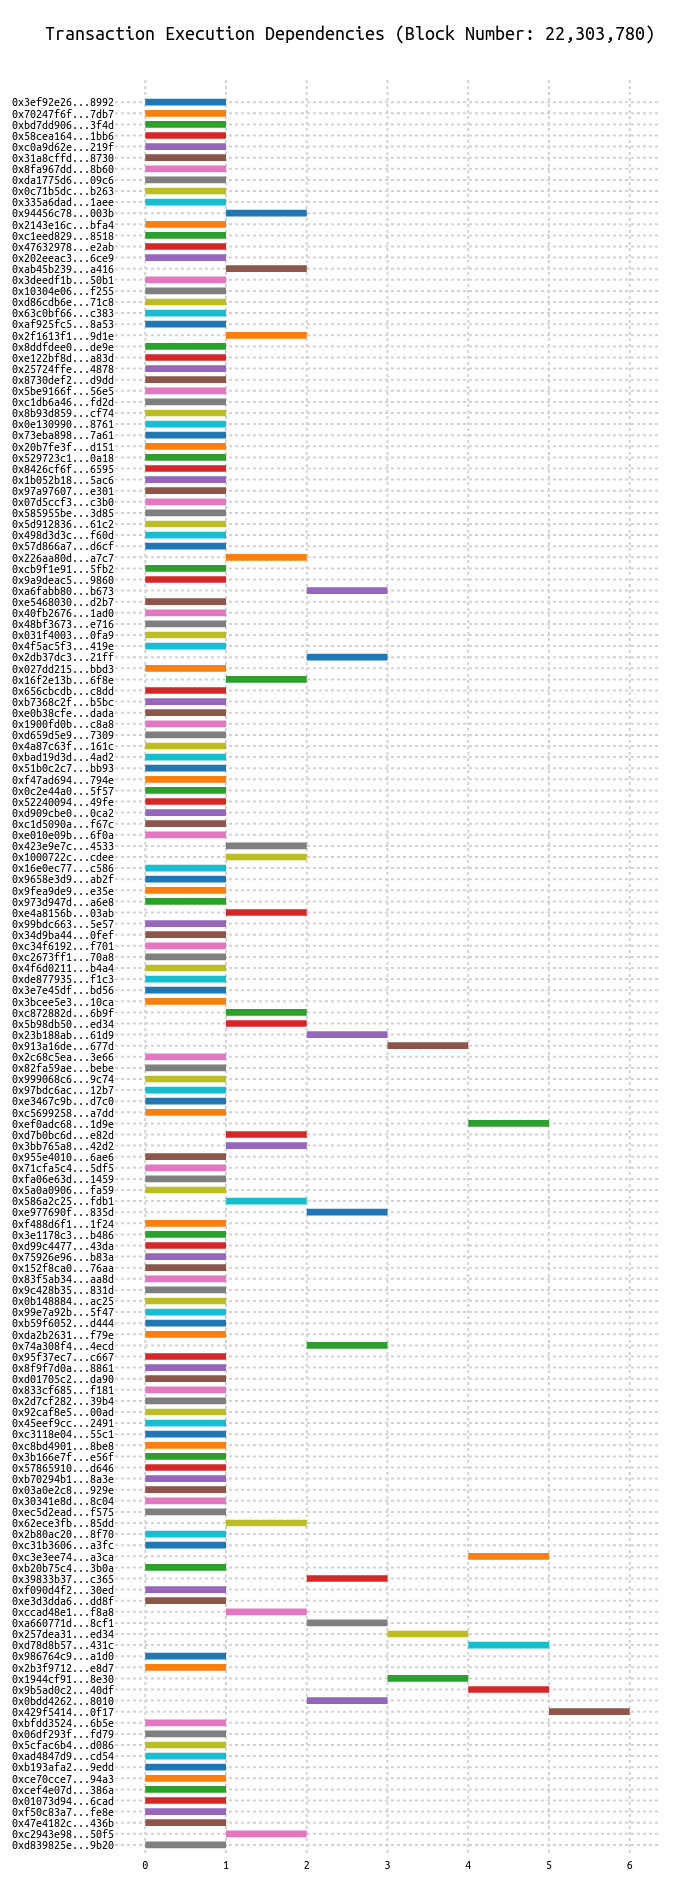 Transaction Execution Dependencies (Block Number: 22,303,780)
0x3ef92e26...8992
0x70247f6f...7db7
0xbd7dd906...3f4d
0x58cea164...1bb6
0xc0a9d62e...219f
0x31a8cffd...8730
0x8fa967dd...8b60
0xda1775d6...09c6
0x0c71b5dc...b263
0x335a6dad...1aee
0x94456c78...003b
0x2143e16c...bfa4
0xc1eed829...8518
0x47632978...e2ab
0x202eeac3...6ce9
0xab45b239...a416
0x3deedf1b...50b1
0x10304e06...f255
0xd86cdb6e...71c8
0x63c0bf66...c383
0xaf925fc5...8a53
0x2f1613f1...9d1e
0x8ddfdee0...de9e
0xe122bf8d...a83d
0x25724ffe...4878
0x8730def2...d9dd
0x5be9166f...56e5
0xc1db6a46...fd2d
0x8b93d859...cf74
0x0e130990...8761
0x73eba898...7a61
0x20b7fe3f...d151
0x529723c1...0a18
0x8426cf6f...6595
0x1b052b18...5ac6
0x97a97607...e301
0x07d5ccf3...c3b0
0x585955be...3d85
0x5d912836...61c2
0x498d3d3c...f60d
0x57d866a7...d6cf
0x226aa80d...a7c7
0xcb9f1e91...5fb2
0x9a9deac5...9860
0xa6fabb80...b673
0xe5468030...d2b7
0x40fb2676...1ad0
0x48bf3673...e716
0x031f4003...0fa9
0x4f5ac5f3...419e
0x2db37dc3...21ff
0x027dd215...bbd3
0x16f2e13b...6f8e
0x656cbcdb...c8dd
0xb7368c2f...b5bc
0xe0b38cfe...dada
0x1900fd0b...c8a8
0xd659d5e9...7309
0x4a87c63f...161c
0xbad19d3d...4ad2
0x51b0c2c7...bb93
0xf47ad694...794e
0x0c2e44a0...5f57
0x52240094...49fe
0xd909cbe0...0ca2
0xc1d5090a...f67c
0xe010e09b...6f0a
0x423e9e7c...4533
0x1000722c...cdee
0x16e0ec77...c586
0x9658e3d9...ab2f
0x9fea9de9...e35e
0x973d947d...a6e8
0xe4a8156b...03ab
0x99bdc663...5e57
0x34d9ba44...0fef
0xc34f6192...f701
0xc2673ff1...70a8
0x4f6d0211...b4a4
0xde877935...f1c3
0x3e7e45df...bd56
0x3bcee5e3...10ca
0xc872882d...6b9f
0x5b98db50...ed34
0x23b188ab...61d9
0x913a16de...677d
0x2c68c5ea...3e66
0x82fa59ae...bebe
0x999068c6...9c74
0x97bdc6ac...12b7
0xe3467c9b...d7c0
0xc5699258...a7dd
0xef0adc68...1d9e
0xd7b0bc6d...e82d
0x3bb765a8...42d2
0x955e4010...6ae6
0x71cfa5c4...5df5
0xfa06e63d...1459
0x5a0a0906...fa59
0x586a2c25...fdb1
0xe977690f...835d
0xf488d6f1...1f24
0x3e1178c3...b486
0xd99c4477...43da
0x75926e96...b83a
0x152f8ca0...76aa
0x83f5ab34...aa8d
0x9c428b35...831d
0x0b148884...ac25
0x99e7a92b...5f47
0xb59f6052...d444
0xda2b2631...f79e
0x74a308f4...4ecd
0x95f37ec7...c667
0x8f9f7d0a...8861
0xd01705c2...da90
0x833cf685...f181
0x2d7cf282...39b4
0x92caf8e5...00ad
0x45eef9cc...2491
0xc3118e04...55c1
0xc8bd4901...8be8
0x3b166e7f...e56f
0x57865910...d646
0xb70294b1...8a3e
0x03a0e2c8...929e
0x30341e8d...8c04
0xec5d2ead...f575
0x62ece3fb...85dd
0x2b80ac20...8f70
0xc31b3606...a3fc
0xc3e3ee74...a3ca
0xb20b75c4...3b0a
0x39833b37...c365
0xf090d4f2...30ed
0xe3d3dda6...dd8f
0xccad48e1...f8a8
0xa660771d...8cf1
0x257dea31...ed34
0xd78d8b57...431c
0x986764c9...a1d0
0x2b3f9712...e8d7
0x1944cf91...8e30
0x9b5ad0c2...40df
0x0bdd4262...8010
0x429f5414...0f17
0xbfdd3524...6b5e
0x06df293f...fd79
0x5cfac6b4...d086
0xad4847d9...cd54
0xb193afa2...9edd
0xce70cce7...94a3
0xcef4e07d...386a
0x01073d94...6cad
0xf50c83a7...fe8e
0x47e4182c...436b
0xc2943e98...50f5
0xd839825e...9b20
0 1 2 3 4 5 6